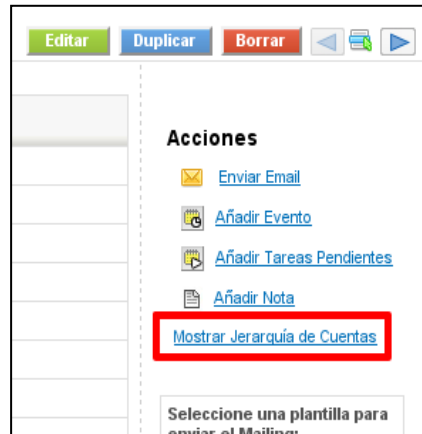 Editar Duplicar Borrar
Acciones
Enviar Email
Añadir Evento
Añadir Tareas Pendientes
Añadir Nota
Mostrar Jerarquía de Cuentas
Seleccione una plantilla para
enviar el Mailing: